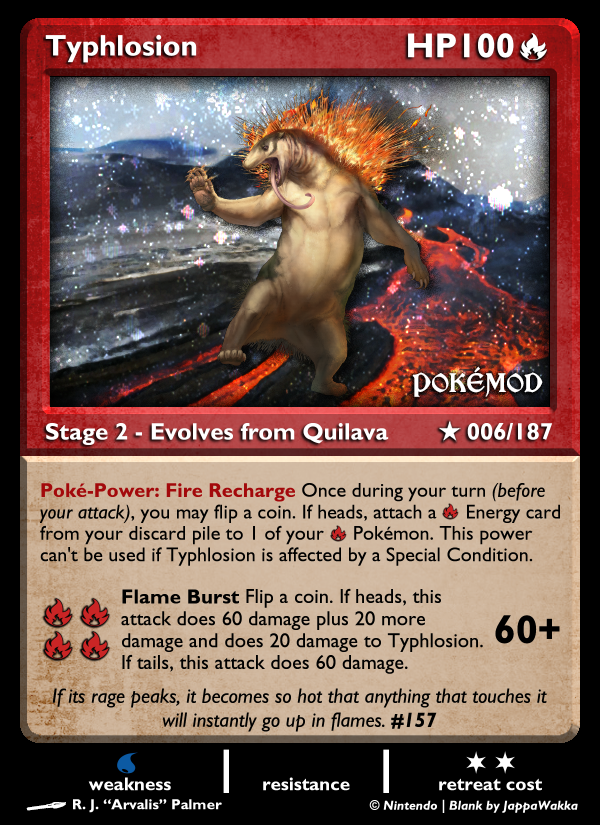 Typhlosion HP100
POKÉMOD
Stage 2 - Evolves from Quilava ★ 006/187
Poké-Power: Fire Recharge Once during your turn (before
your attack), you may flip a coin. If heads, attach a Energy card
from your discard pile to 1 of your Pokémon. This power
can't be used if Typhlosion is affected by a Special Condition.
Flame Burst Flip a coin. If heads, this
attack does 60 damage plus 20 more
damage and does 20 damage to Typhlosion.
If tails, this attack does 60 damage.
60+
If its rage peaks, it becomes so hot that anything that touches it
will instantly go up in flames. #157
weakness resistance retreat cost
R. J. “Arvalis” Palmer © Nintendo | Blank by JappaWakka